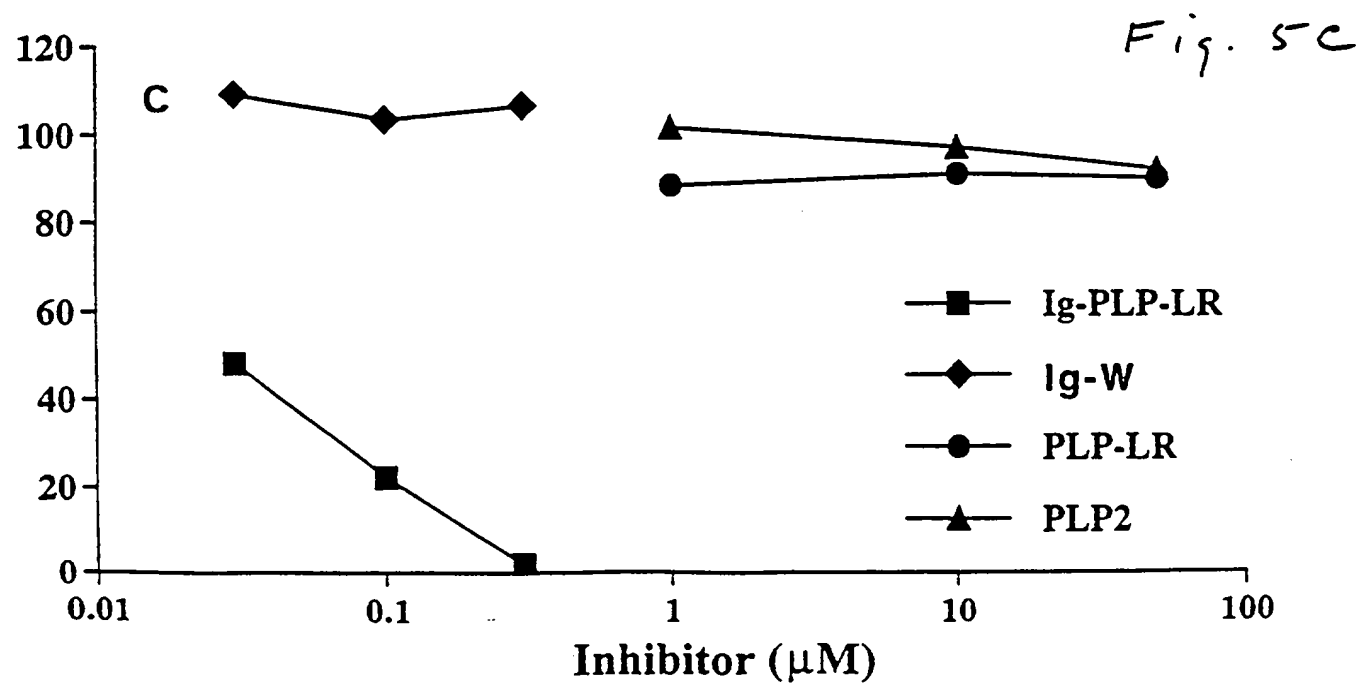 Fig. 5C
120
C
100
80
60
40
20
0
Ig-PLP-LR
Ig-W
PLP-LR
PLP2
0.01 0.1 1 10 100
Inhibitor (μM)